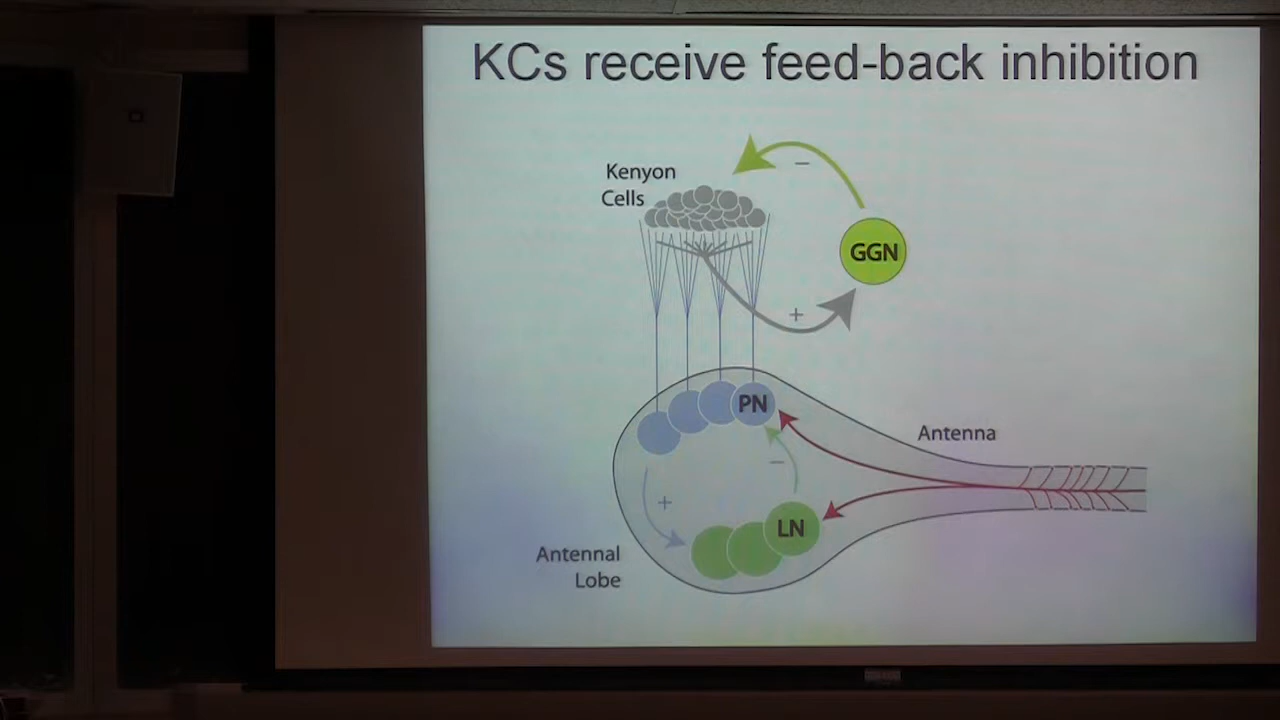 KCs receive feed-back inhibition
Kenyon
Cells
−
GGN
+
PN
Antenna
−
+
LN
Antennal
Lobe